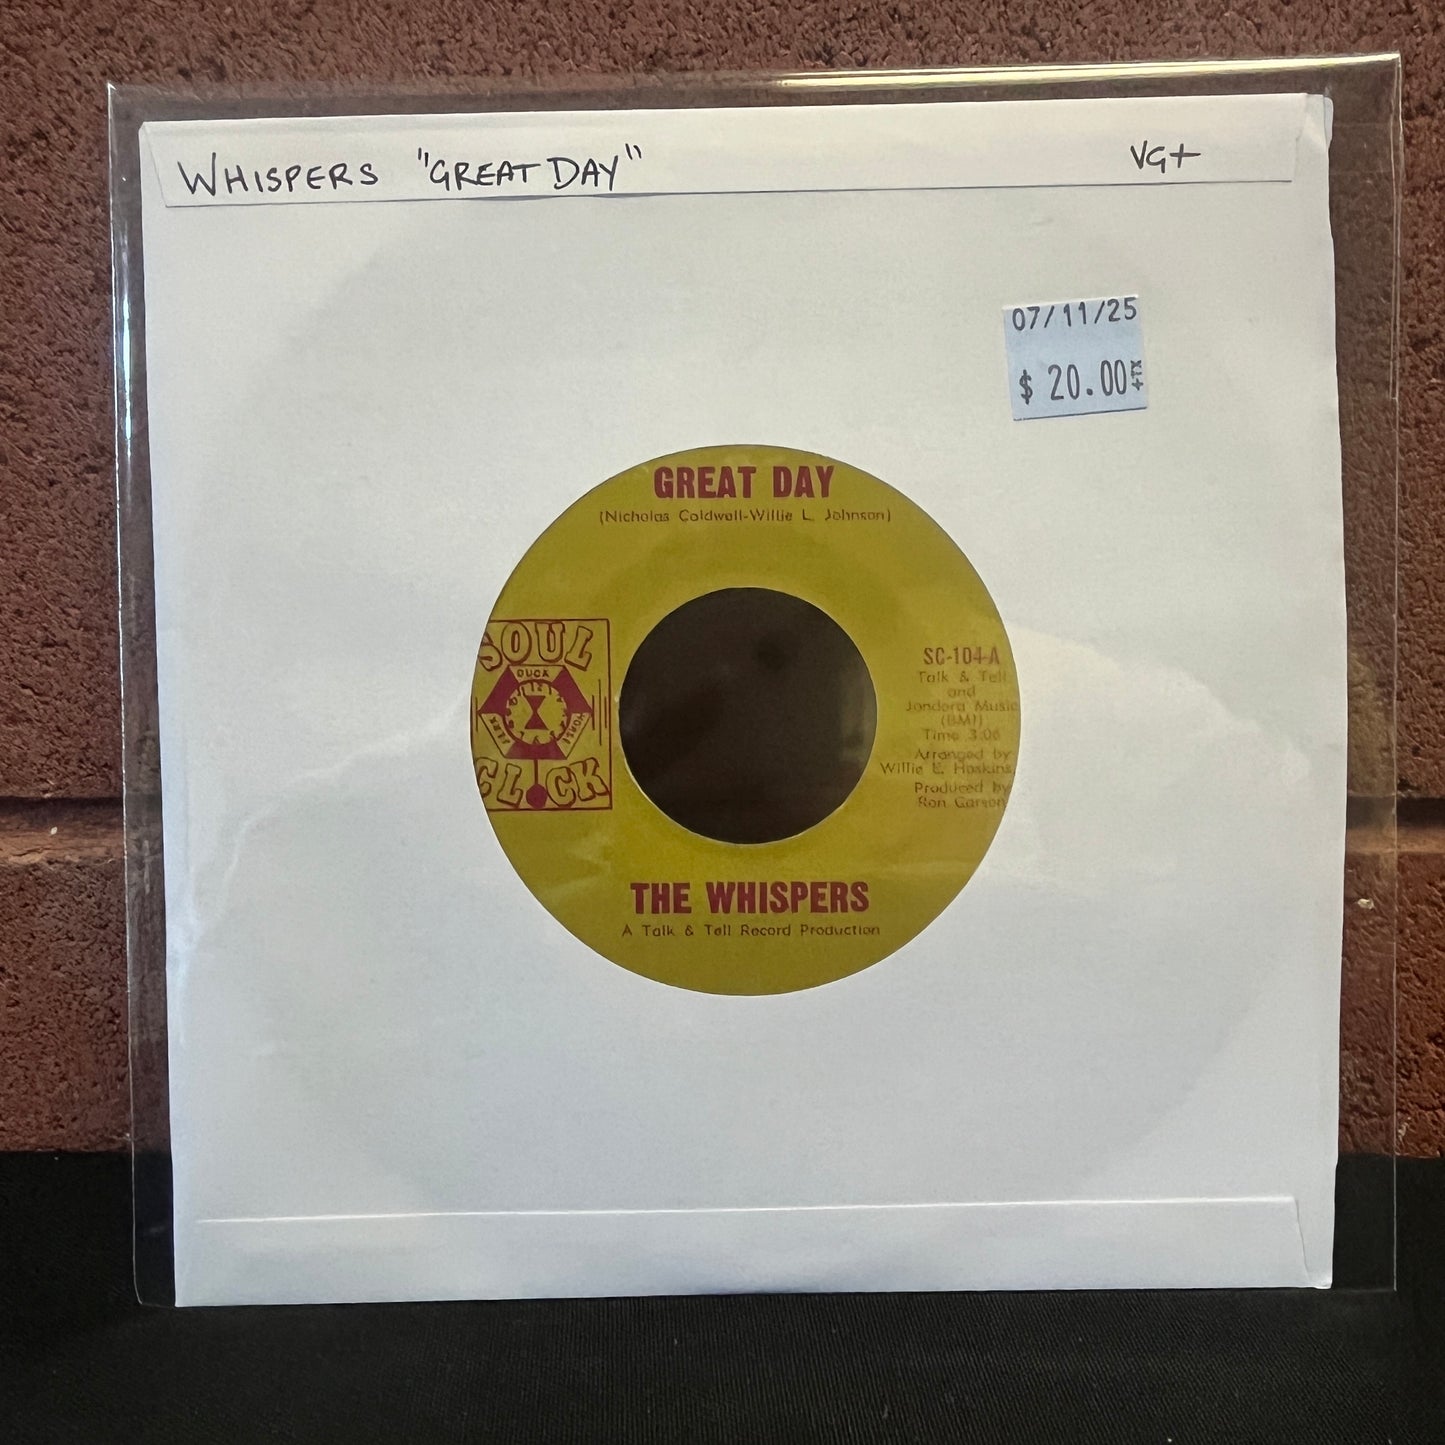 WHISPERS "GREAT DAY" VG+
07/11/25
$ 20.00 +TX
GREAT DAY
(Nicholas Caldwell-Willie L. Johnson)
SOUL
DUCK
CLOCK
SC-104-A
Talk & Tell
and
Jondora Music
(BMI)
Time 3:06
Arranged by
Willie E. Hoskins,
Produced by
Ron Carson
THE WHISPERS
A Talk & Tell Record Production